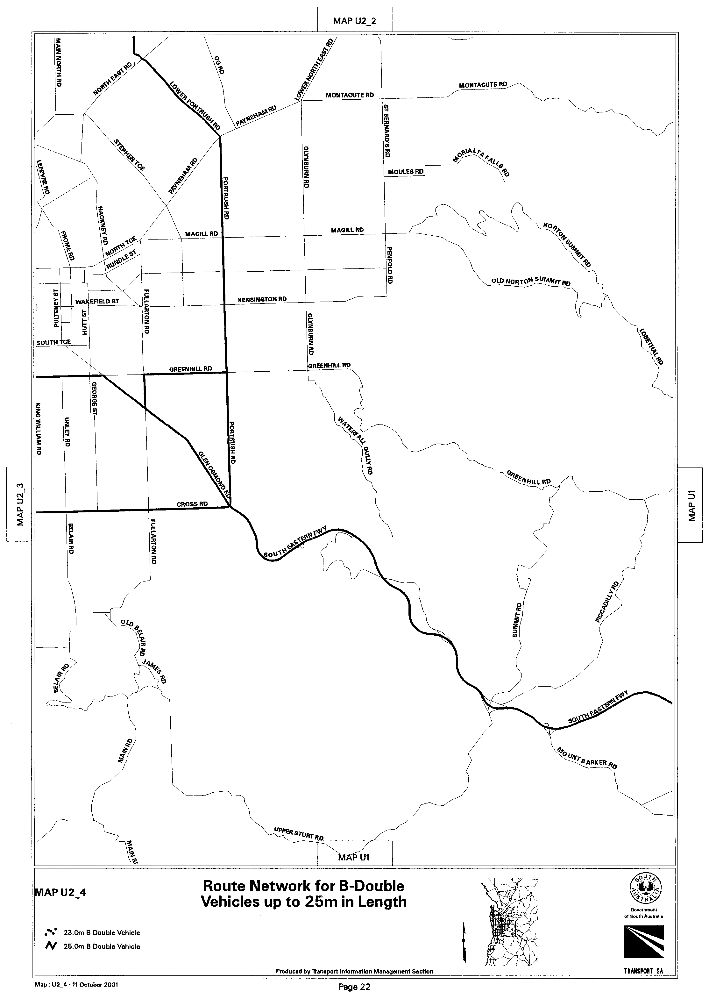 MAP U2_2
MAIN NORTH RD
NORTH EAST RD
LOWER PORTRUSH RD
OG RD
LOWER NORTH EAST RD
PAYNEHAM RD
MONTACUTE RD
MONTACUTE RD
ST BERNARD'S RD
STEPHEN TCE
LEFEVRE RD
PAYNEHAM RD
GLYNBURN RD
MOULES RD
MORIALTA FALLS RD
PORTRUSH RD
HACKNEY RD
FROME RD
NORTH TCE
RUNDLE ST
MAGILL RD
MAGILL RD
NORTON SUMMIT RD
PENFOLD RD
OLD NORTON SUMMIT RD
PULTENEY ST
WAKEFIELD ST
HUTT ST
FULLARTON RD
KENSINGTON RD
GLYNBURN RD
LOBETHAL RD
SOUTH TCE
GREENHILL RD
GREENHILL RD
GEORGE ST
KING WILLIAM RD
UNLEY RD
PORTRUSH RD
WATERFALL GULLY RD
GLEN OSMOND RD
GREENHILL RD
MAP U2_3
MAP U1
CROSS RD
BELAIR RD
FULLARTON RD
SOUTH EASTERN FWY
SUMMIT RD
PICCADILLY RD
OLD BELAIR RD
JAMES RD
BELAIR RD
SOUTH EASTERN FWY
MAIN RD
MOUNT BARKER RD
UPPER STURT RD
MAIN R
MAP U1
MAP U2_4
Route Network for B-Double
Vehicles up to 25m in Length
23.0m B Double Vehicle
25.0m B Double Vehicle
N
U2_4
SOUTH AUSTRALIA
Government
of South Australia
TRANSPORT SA
Produced by Transport Information Management Section
Map : U2_4 - 11 October 2001
Page 22